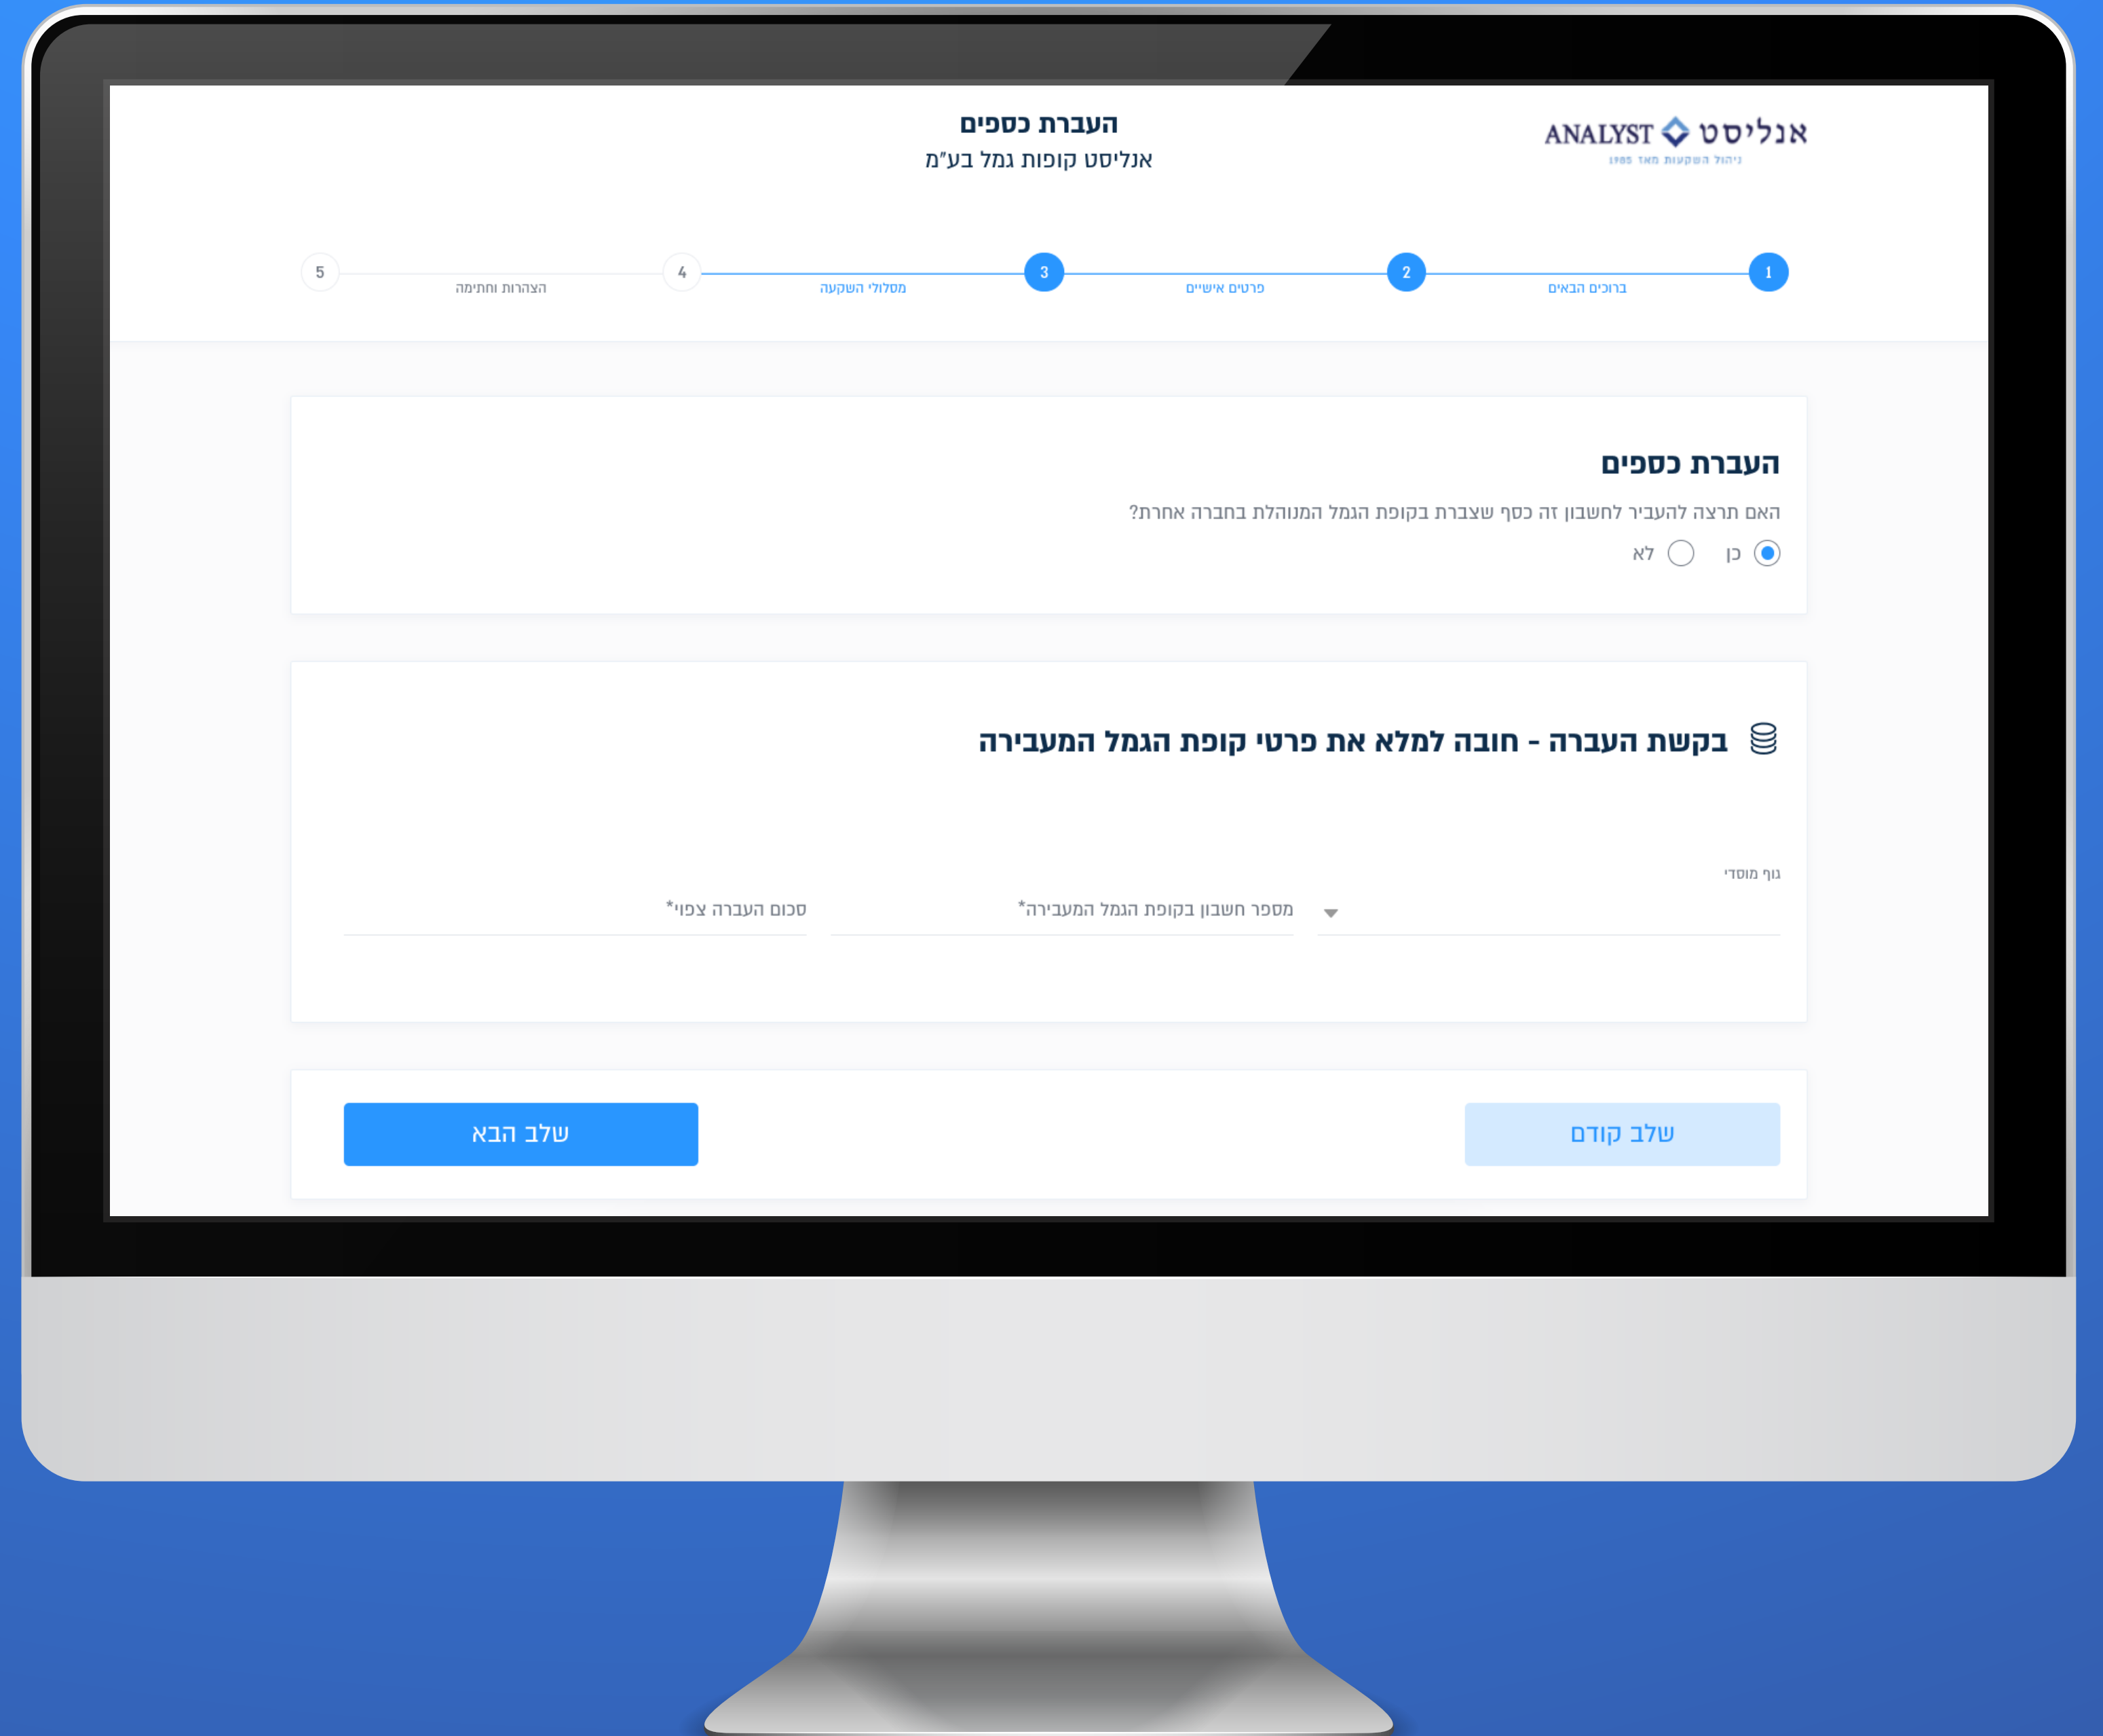 אנליסט ANALYST
ניהול השקעות מאז 1985
העברת כספים
אנליסט קופות גמל בע"מ
1 ברוכים הבאים 2 פרטים אישיים 3 מסלולי השקעה 4 הצהרות וחתימה 5
העברת כספים
האם תרצה להעביר לחשבון זה כסף שצברת בקופת הגמל המנוהלת בחברה אחרת?
כן לא
בקשת העברה - חובה למלא את פרטי קופת הגמל המעבירה
גוף מוסדי
מספר חשבון בקופת הגמל המעבירה* סכום העברה צפוי*
שלב קודם שלב הבא